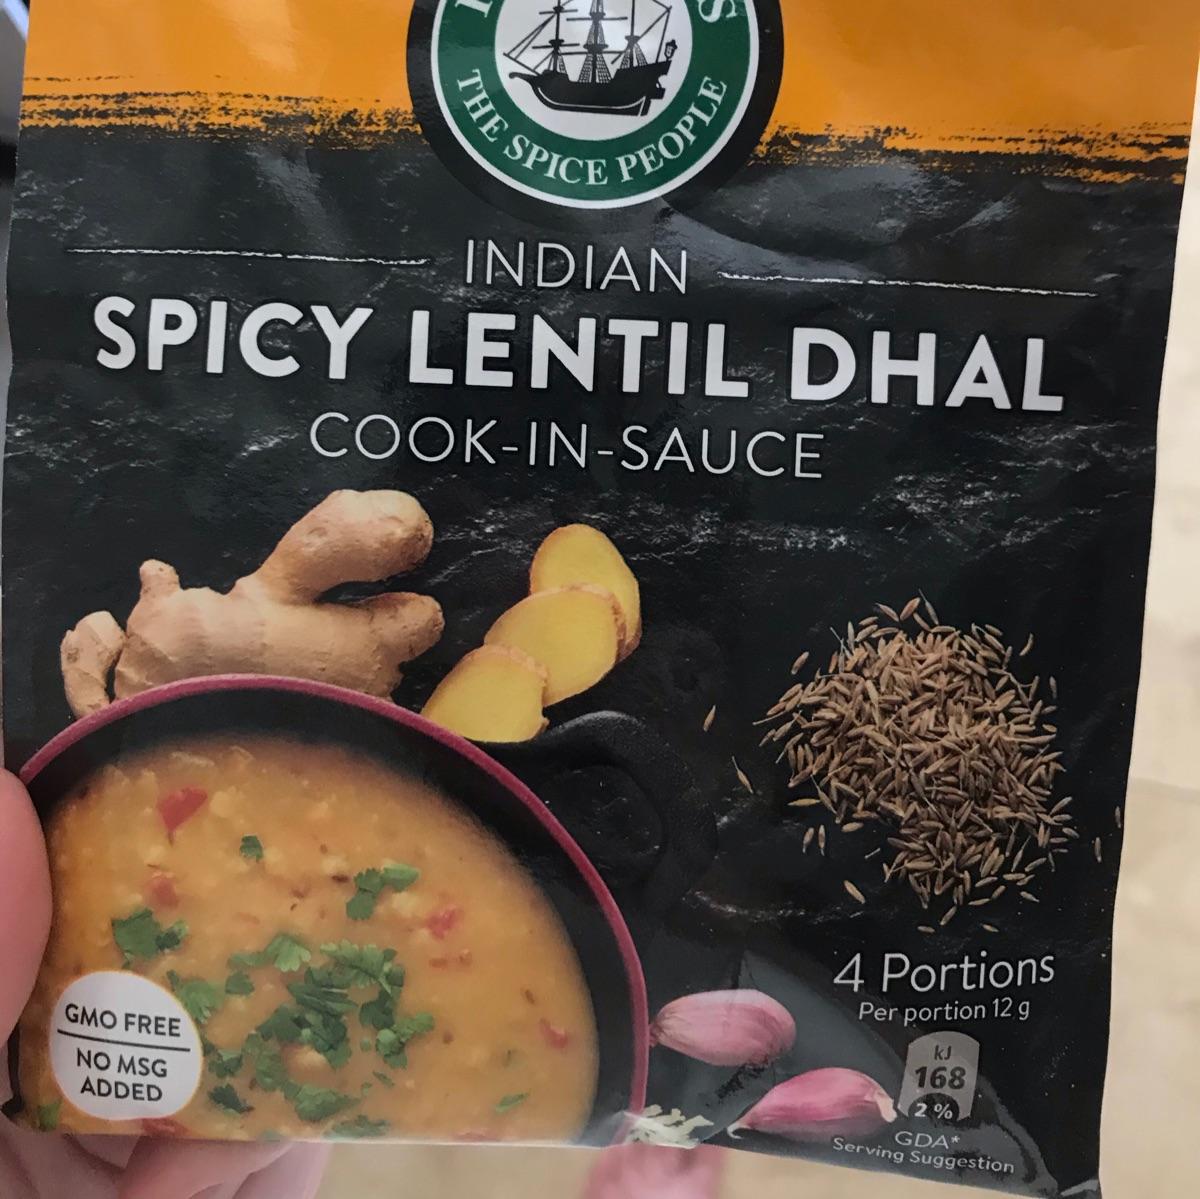 THE SPICE PEOPLE
INDIAN
SPICY LENTIL DHAL
COOK-IN-SAUCE
4 Portions
Per portion 12 g
kJ
168
2 %
GDA*
Serving Suggestion
GMO FREE
NO MSG
ADDED